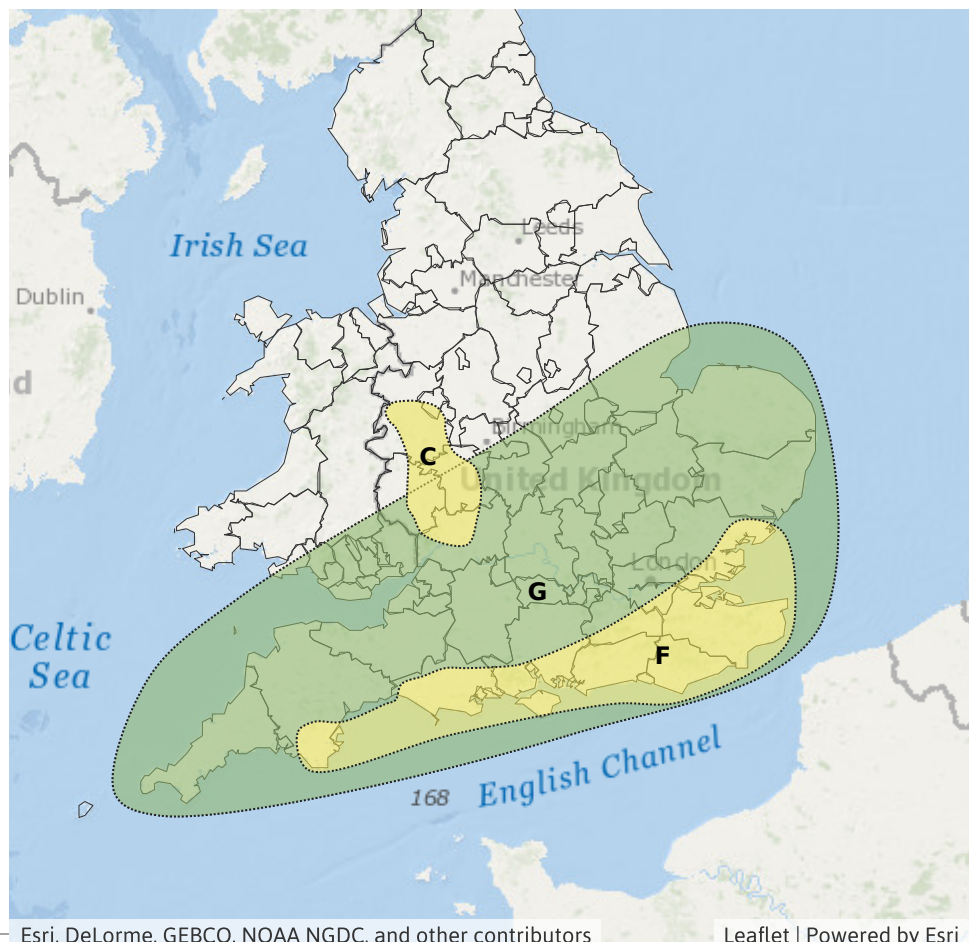 Leeds
Irish Sea
Manchester
Dublin
d
Birmingham
C
United Kingdom
London
G
Celtic
Sea
F
English Channel
168
Esri, DeLorme, GEBCO, NOAA NGDC, and other contributors
Leaflet | Powered by Esri